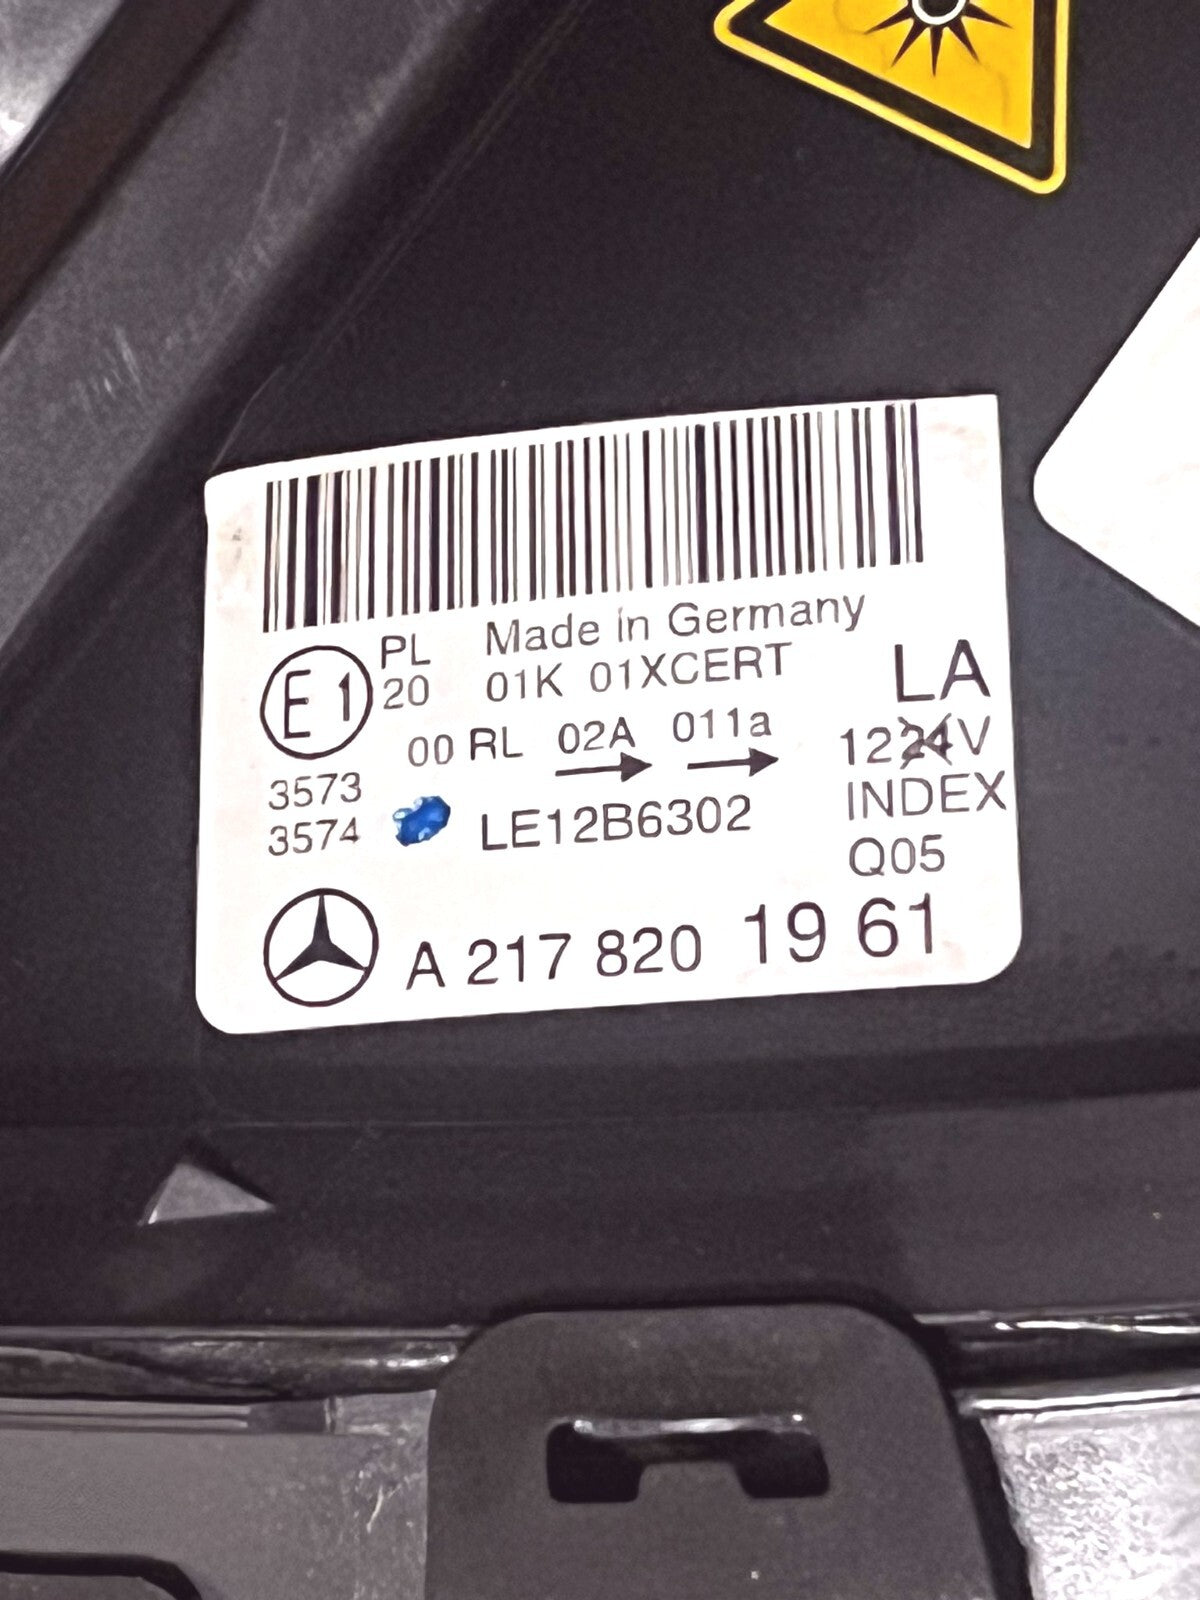 Made in Germany
E1 PL 20 01K 01XCERT LA
00 RL 02A 011a 1224V
3573
3574 LE12B6302 INDEX
Q05
A 217 820 19 61